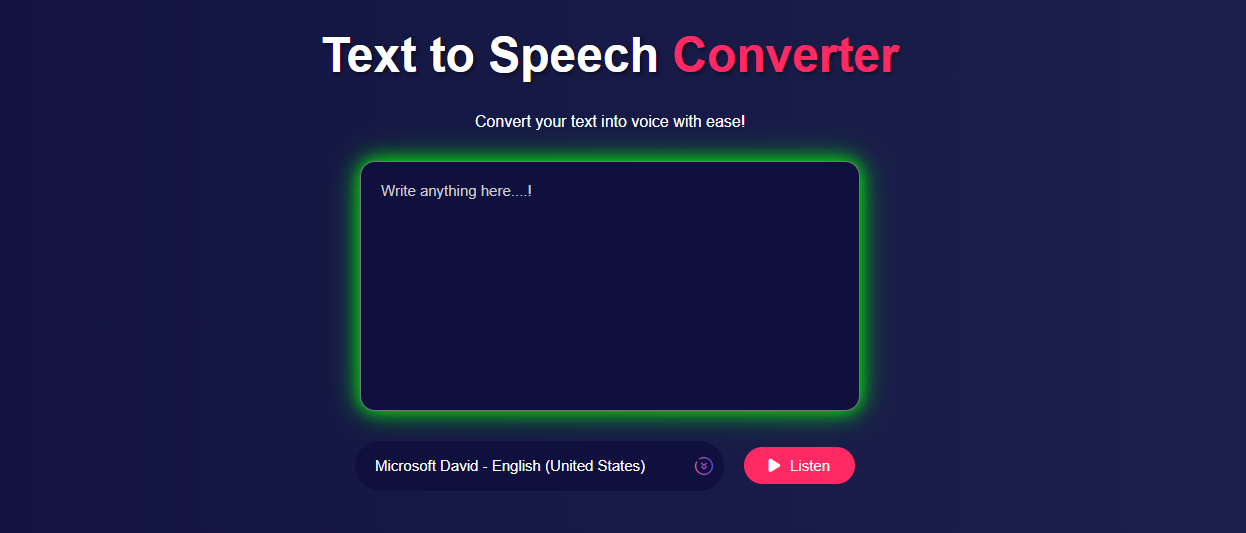 Text to Speech Converter
Convert your text into voice with ease!
Write anything here....!
Microsoft David - English (United States)
Listen